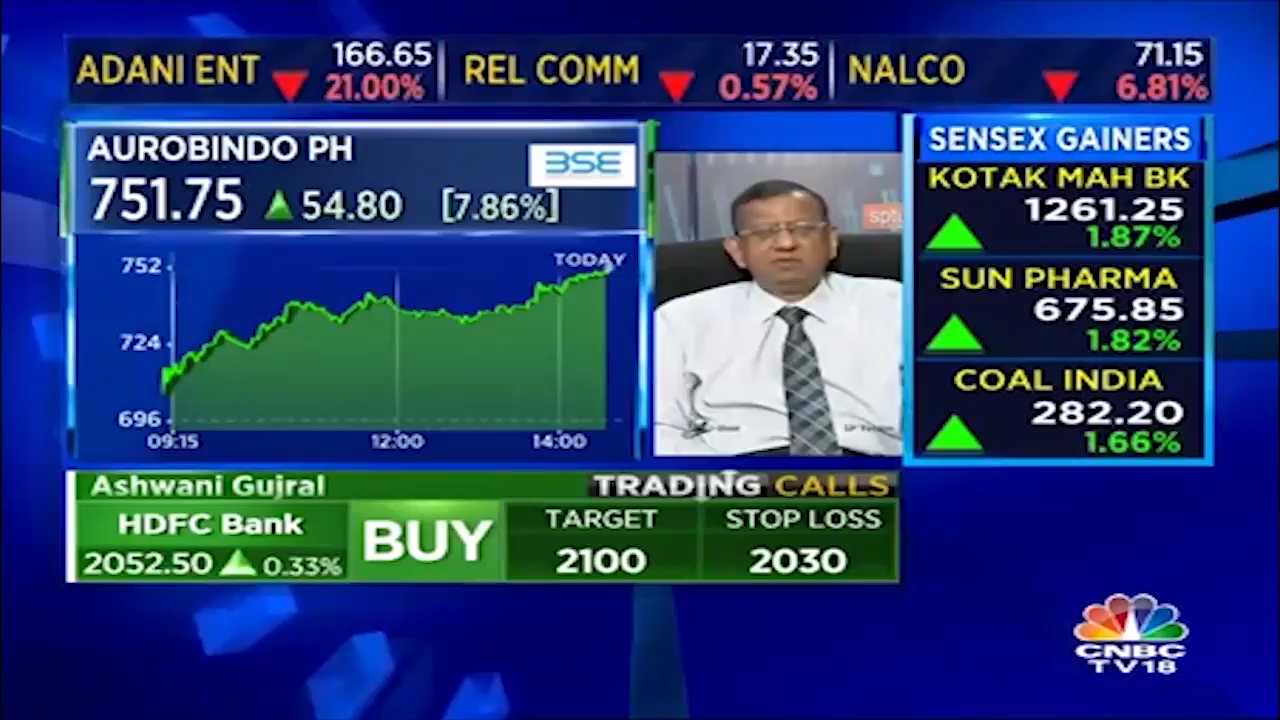 ADANI ENT 166.65 21.00%
REL COMM 17.35 0.57%
NALCO 71.15 6.81%
AUROBINDO PH
BSE
751.75 54.80 [7.86%]
TODAY
752
724
696
09:15 12:00 14:00
SENSEX GAINERS
KOTAK MAH BK
1261.25
1.87%
SUN PHARMA
675.85
1.82%
COAL INDIA
282.20
1.66%
Ashwani Gujral
TRADING CALLS
HDFC Bank
2052.50 0.33%
BUY
TARGET
2100
STOP LOSS
2030
CNBC
TV18